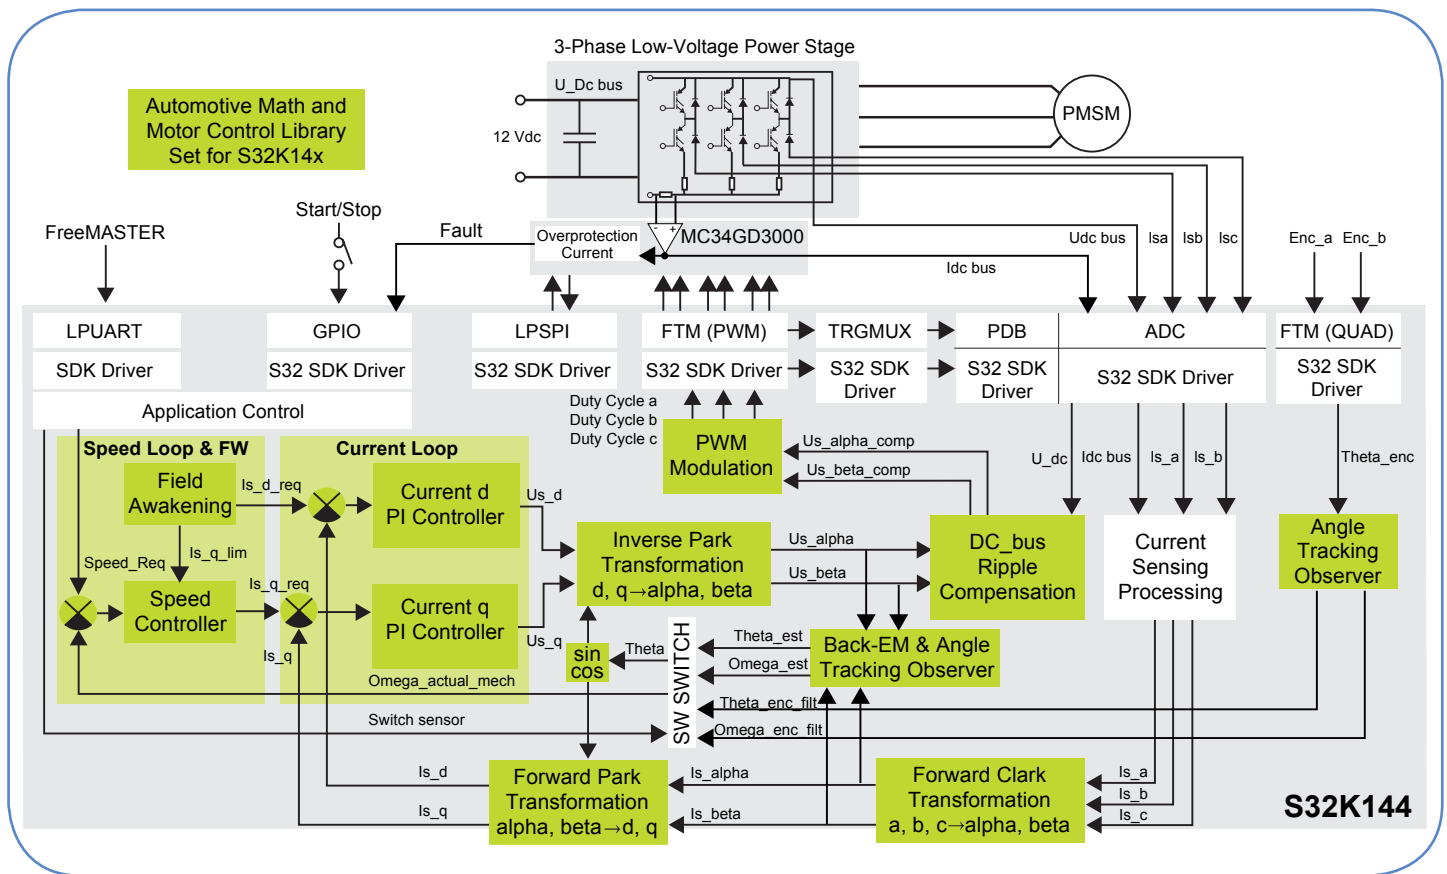 3-Phase Low-Voltage Power Stage
U_Dc bus
Automotive Math and
Motor Control Library
Set for S32K14x
12 Vdc
PMSM
Start/Stop
FreeMASTER
Fault
Overprotection
Current
- +
MC34GD3000
Udc bus
Isa
Isb
Isc
Enc_a
Enc_b
Idc bus
LPUART
GPIO
LPSPI
FTM (PWM)
TRGMUX
PDB
ADC
FTM (QUAD)
SDK Driver
S32 SDK Driver
S32 SDK Driver
S32 SDK Driver
S32 SDK
Driver
S32 SDK
Driver
S32 SDK Driver
S32 SDK
Driver
Application Control
Duty Cycle a
Duty Cycle b
Duty Cycle c
Speed Loop & FW
Current Loop
PWM
Modulation
Us_alpha_comp
Us_beta_comp
U_dc
Idc bus
Is_a
Is_b
Theta_enc
Field
Awakening
Is_d_req
Current d
PI Controller
Us_d
Is_q_lim
Speed_Req
Is_q_req
Speed
Controller
Current q
PI Controller
Us_q
Is_q
Inverse Park
Transformation
d, q→alpha, beta
Us_alpha
Us_beta
DC_bus
Ripple
Compensation
Current
Sensing
Processing
Angle
Tracking
Observer
sin
cos
Theta
SW SWITCH
Theta_est
Omega_est
Back-EM & Angle
Tracking Observer
Omega_actual_mech
Theta_enc_filt
Switch sensor
Omega_enc_filt
Is_d
Is_q
Forward Park
Transformation
alpha, beta→d, q
Is_alpha
Is_beta
Forward Clark
Transformation
a, b, c→alpha, beta
Is_a
Is_b
Is_c
S32K144